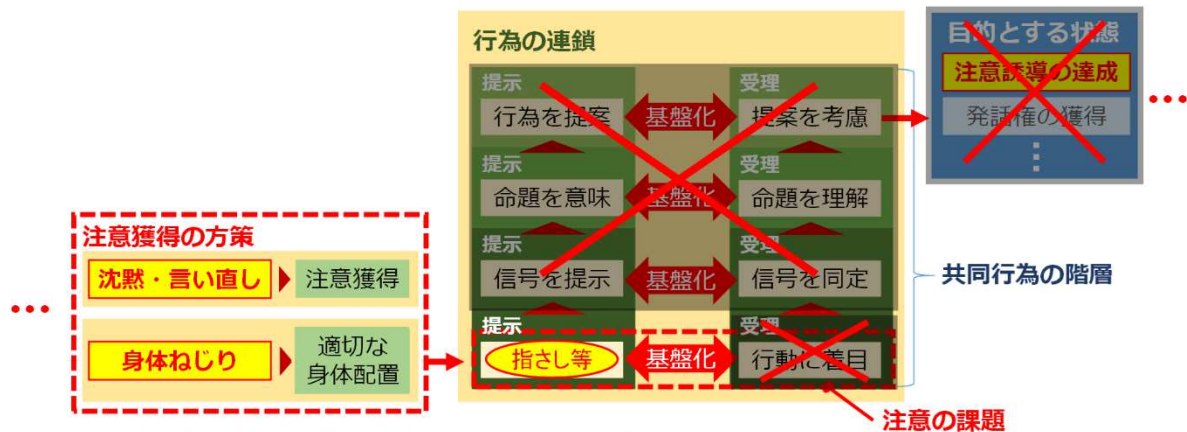 行為の連鎖
提示
行為を提案
基盤化
受理
提案を考慮
提示
命題を意味
基盤化
受理
命題を理解
提示
信号を提示
基盤化
受理
信号を同定
提示
指さし等
基盤化
受理
行動に着目
目的とする状態
注意誘導の達成
発話権の獲得
⋮
…
注意獲得の方策
沈黙・言い直し
注意獲得
身体ねじり
適切な
身体配置
…
共同行為の階層
注意の課題